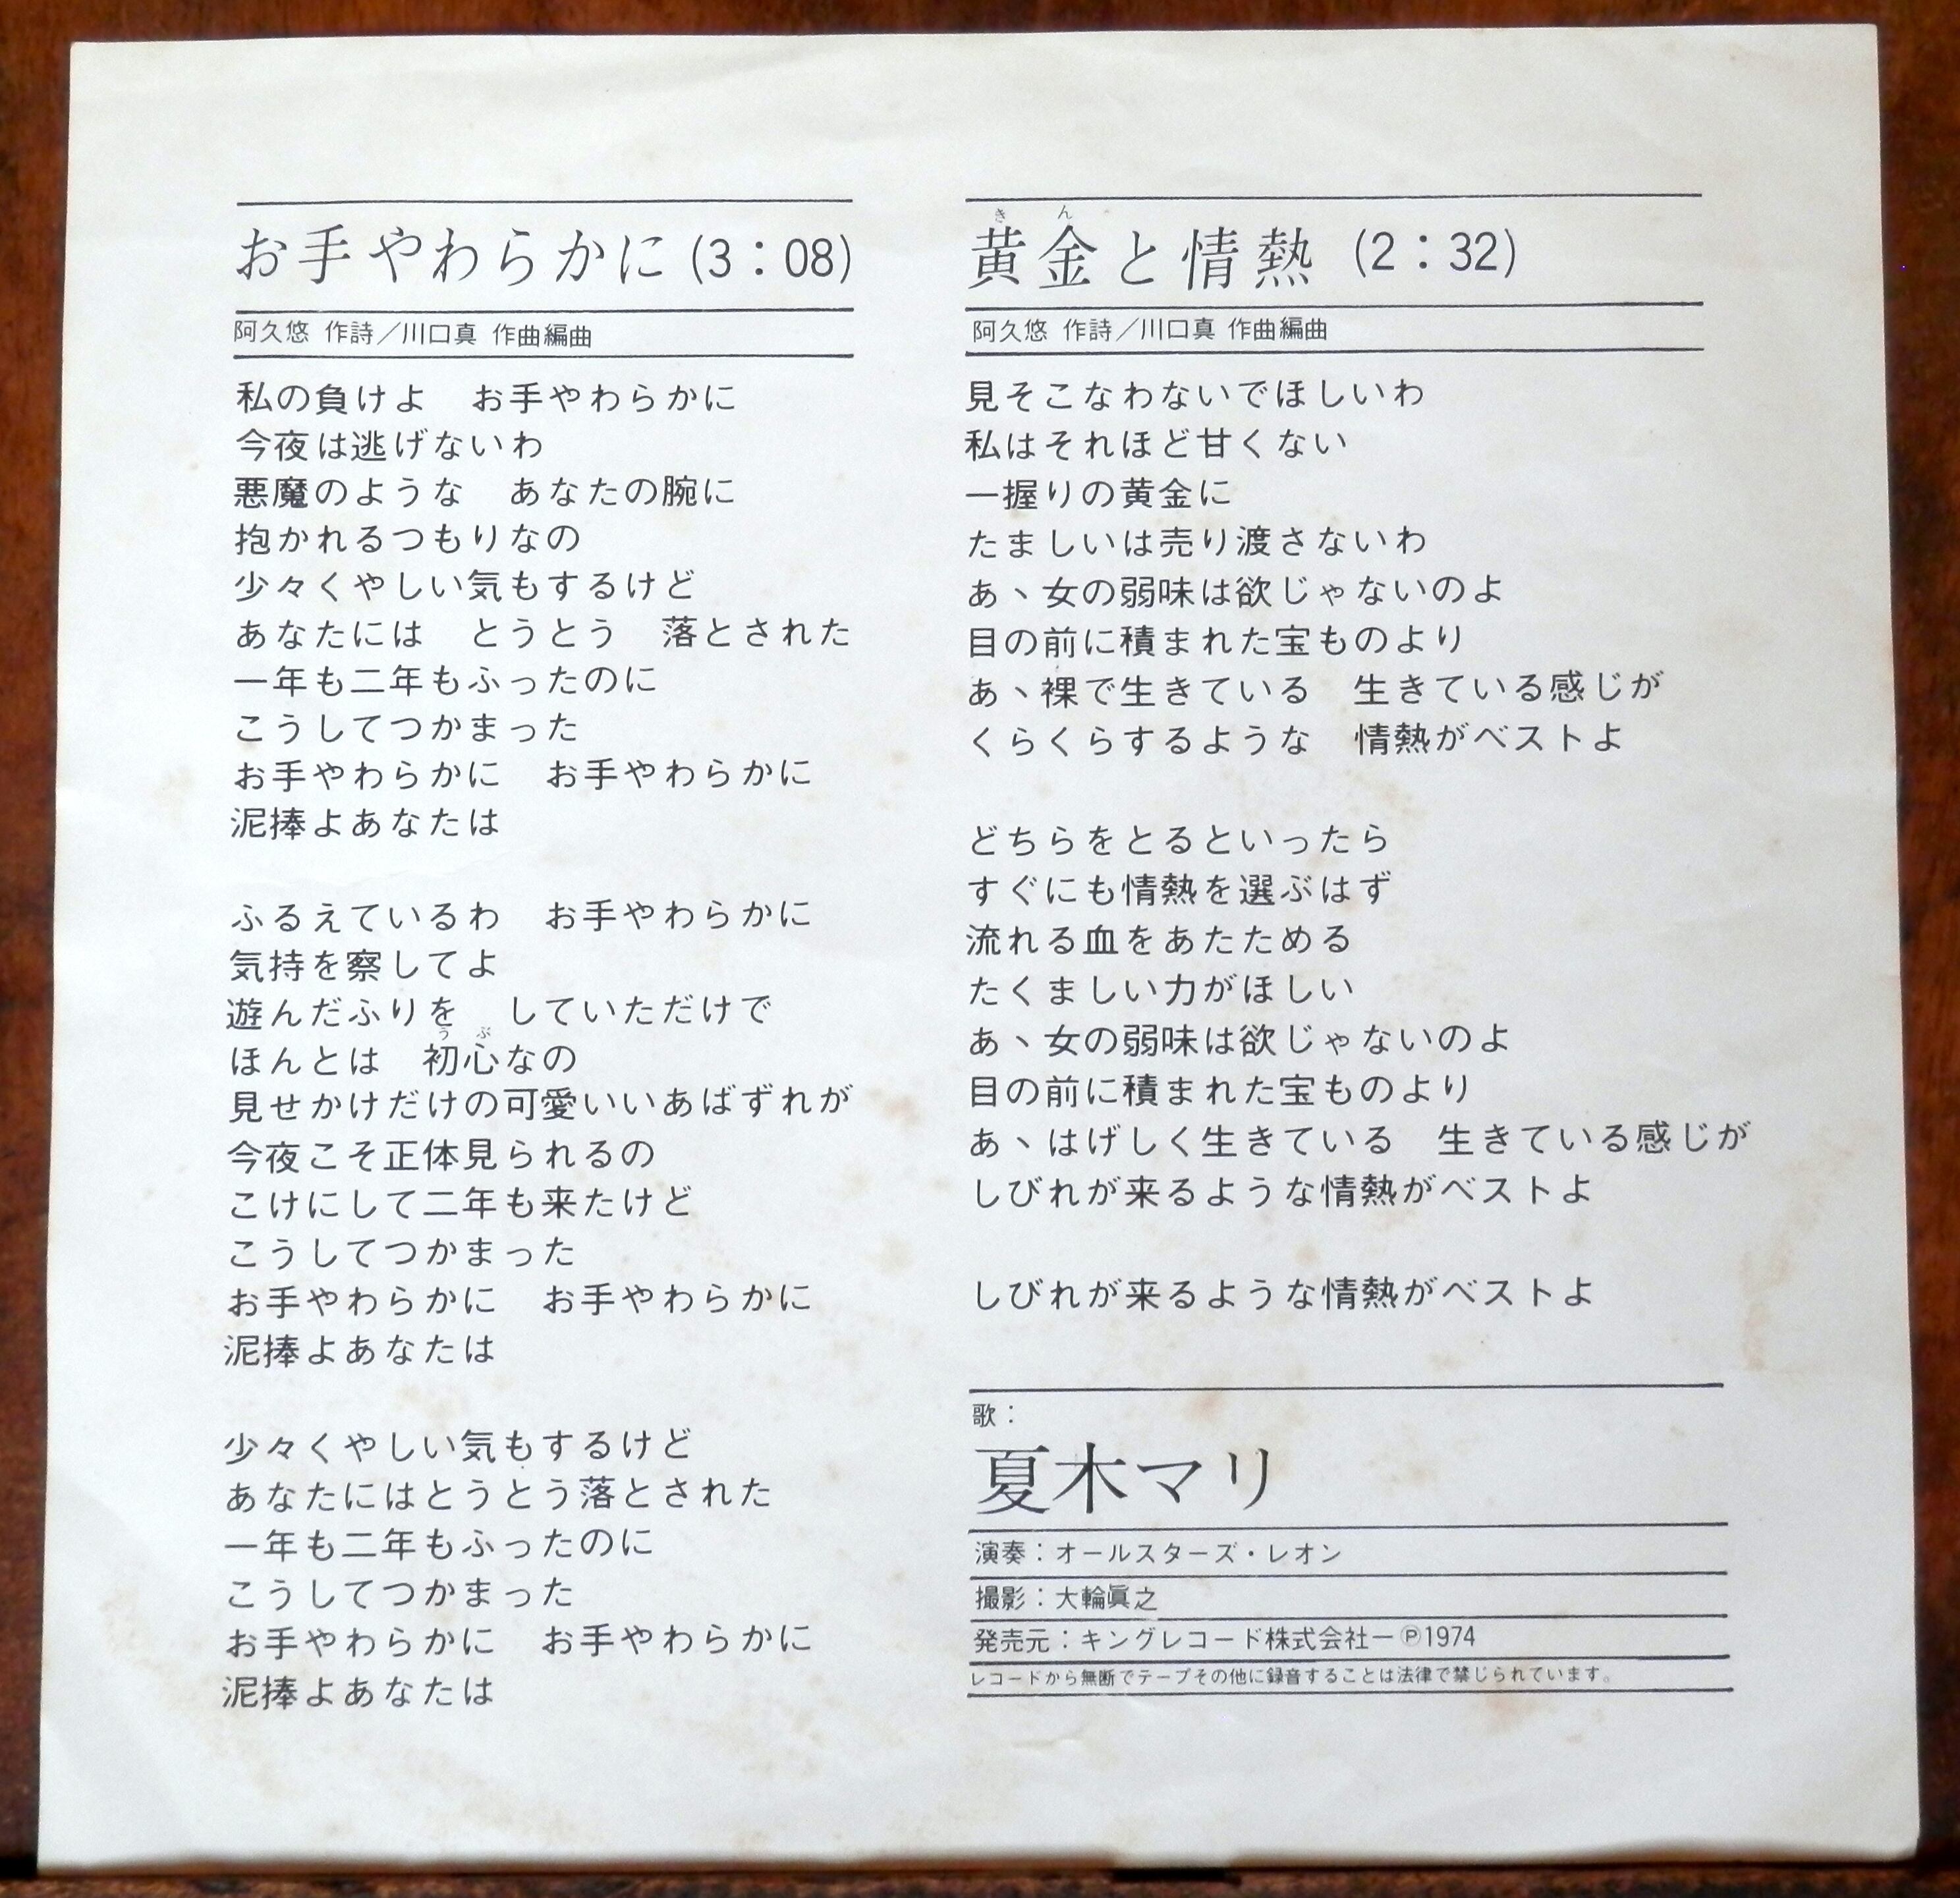 お手やわらかに (3：08)
阿久悠 作詩／川口真 作曲編曲
私の負けよ　お手やわらかに
今夜は逃げないわ
悪魔のような　あなたの腕に
抱かれるつもりなの
少々くやしい気もするけど
あなたには　とうとう　落とされた
一年も二年もふったのに
こうしてつかまった
お手やわらかに　お手やわらかに
泥捧よあなたは
ふるえているわ　お手やわらかに
気持を察してよ
遊んだふりを　していただけで
うぶ
ほんとは　初心なの
見せかけだけの可愛いいあばずれが
今夜こそ正体見られるの
こけにして二年も来たけど
こうしてつかまった
お手やわらかに　お手やわらかに
泥捧よあなたは
少々くやしい気もするけど
あなたにはとうとう落とされた
一年も二年もふったのに
こうしてつかまった
お手やわらかに　お手やわらかに
泥捧よあなたは
きん
黄金と情熱 (2：32)
阿久悠 作詩／川口真 作曲編曲
見そこなわないでほしいわ
私はそれほど甘くない
一握りの黄金に
たましいは売り渡さないわ
あゝ女の弱味は欲じゃないのよ
目の前に積まれた宝ものより
あゝ裸で生きている　生きている感じが
くらくらするような　情熱がベストよ
どちらをとるといったら
すぐにも情熱を選ぶはず
流れる血をあたためる
たくましい力がほしい
あゝ女の弱味は欲じゃないのよ
目の前に積まれた宝ものより
あゝはげしく生きている　生きている感じが
しびれが来るような情熱がベストよ
しびれが来るような情熱がベストよ
歌：
夏木マリ
演奏：オールスターズ・レオン
撮影：大輪眞之
発売元：キングレコード株式会社ー℗1974
レコードから無断でテープその他に録音することは法律で禁じられています。